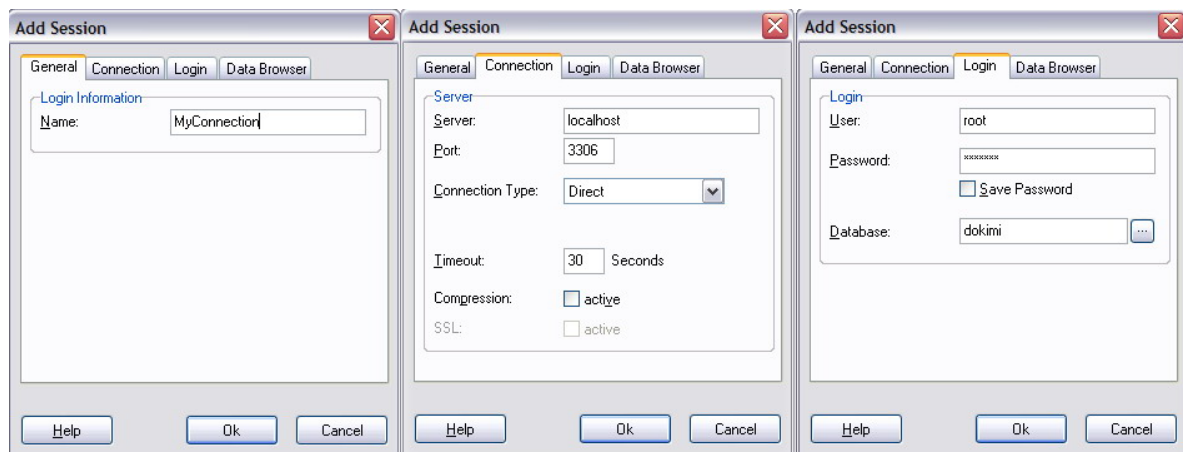 Add Session
General Connection Login Data Browser
Login Information
Name: MyConnection
Help Ok Cancel
Add Session
General Connection Login Data Browser
Server
Server: localhost
Port: 3306
Connection Type: Direct
Timeout: 30 Seconds
Compression: active
SSL: active
Help Ok Cancel
Add Session
General Connection Login Data Browser
Login
User: root
Password: xxxxxxx
Save Password
Database: dokimi ...
Help Ok Cancel